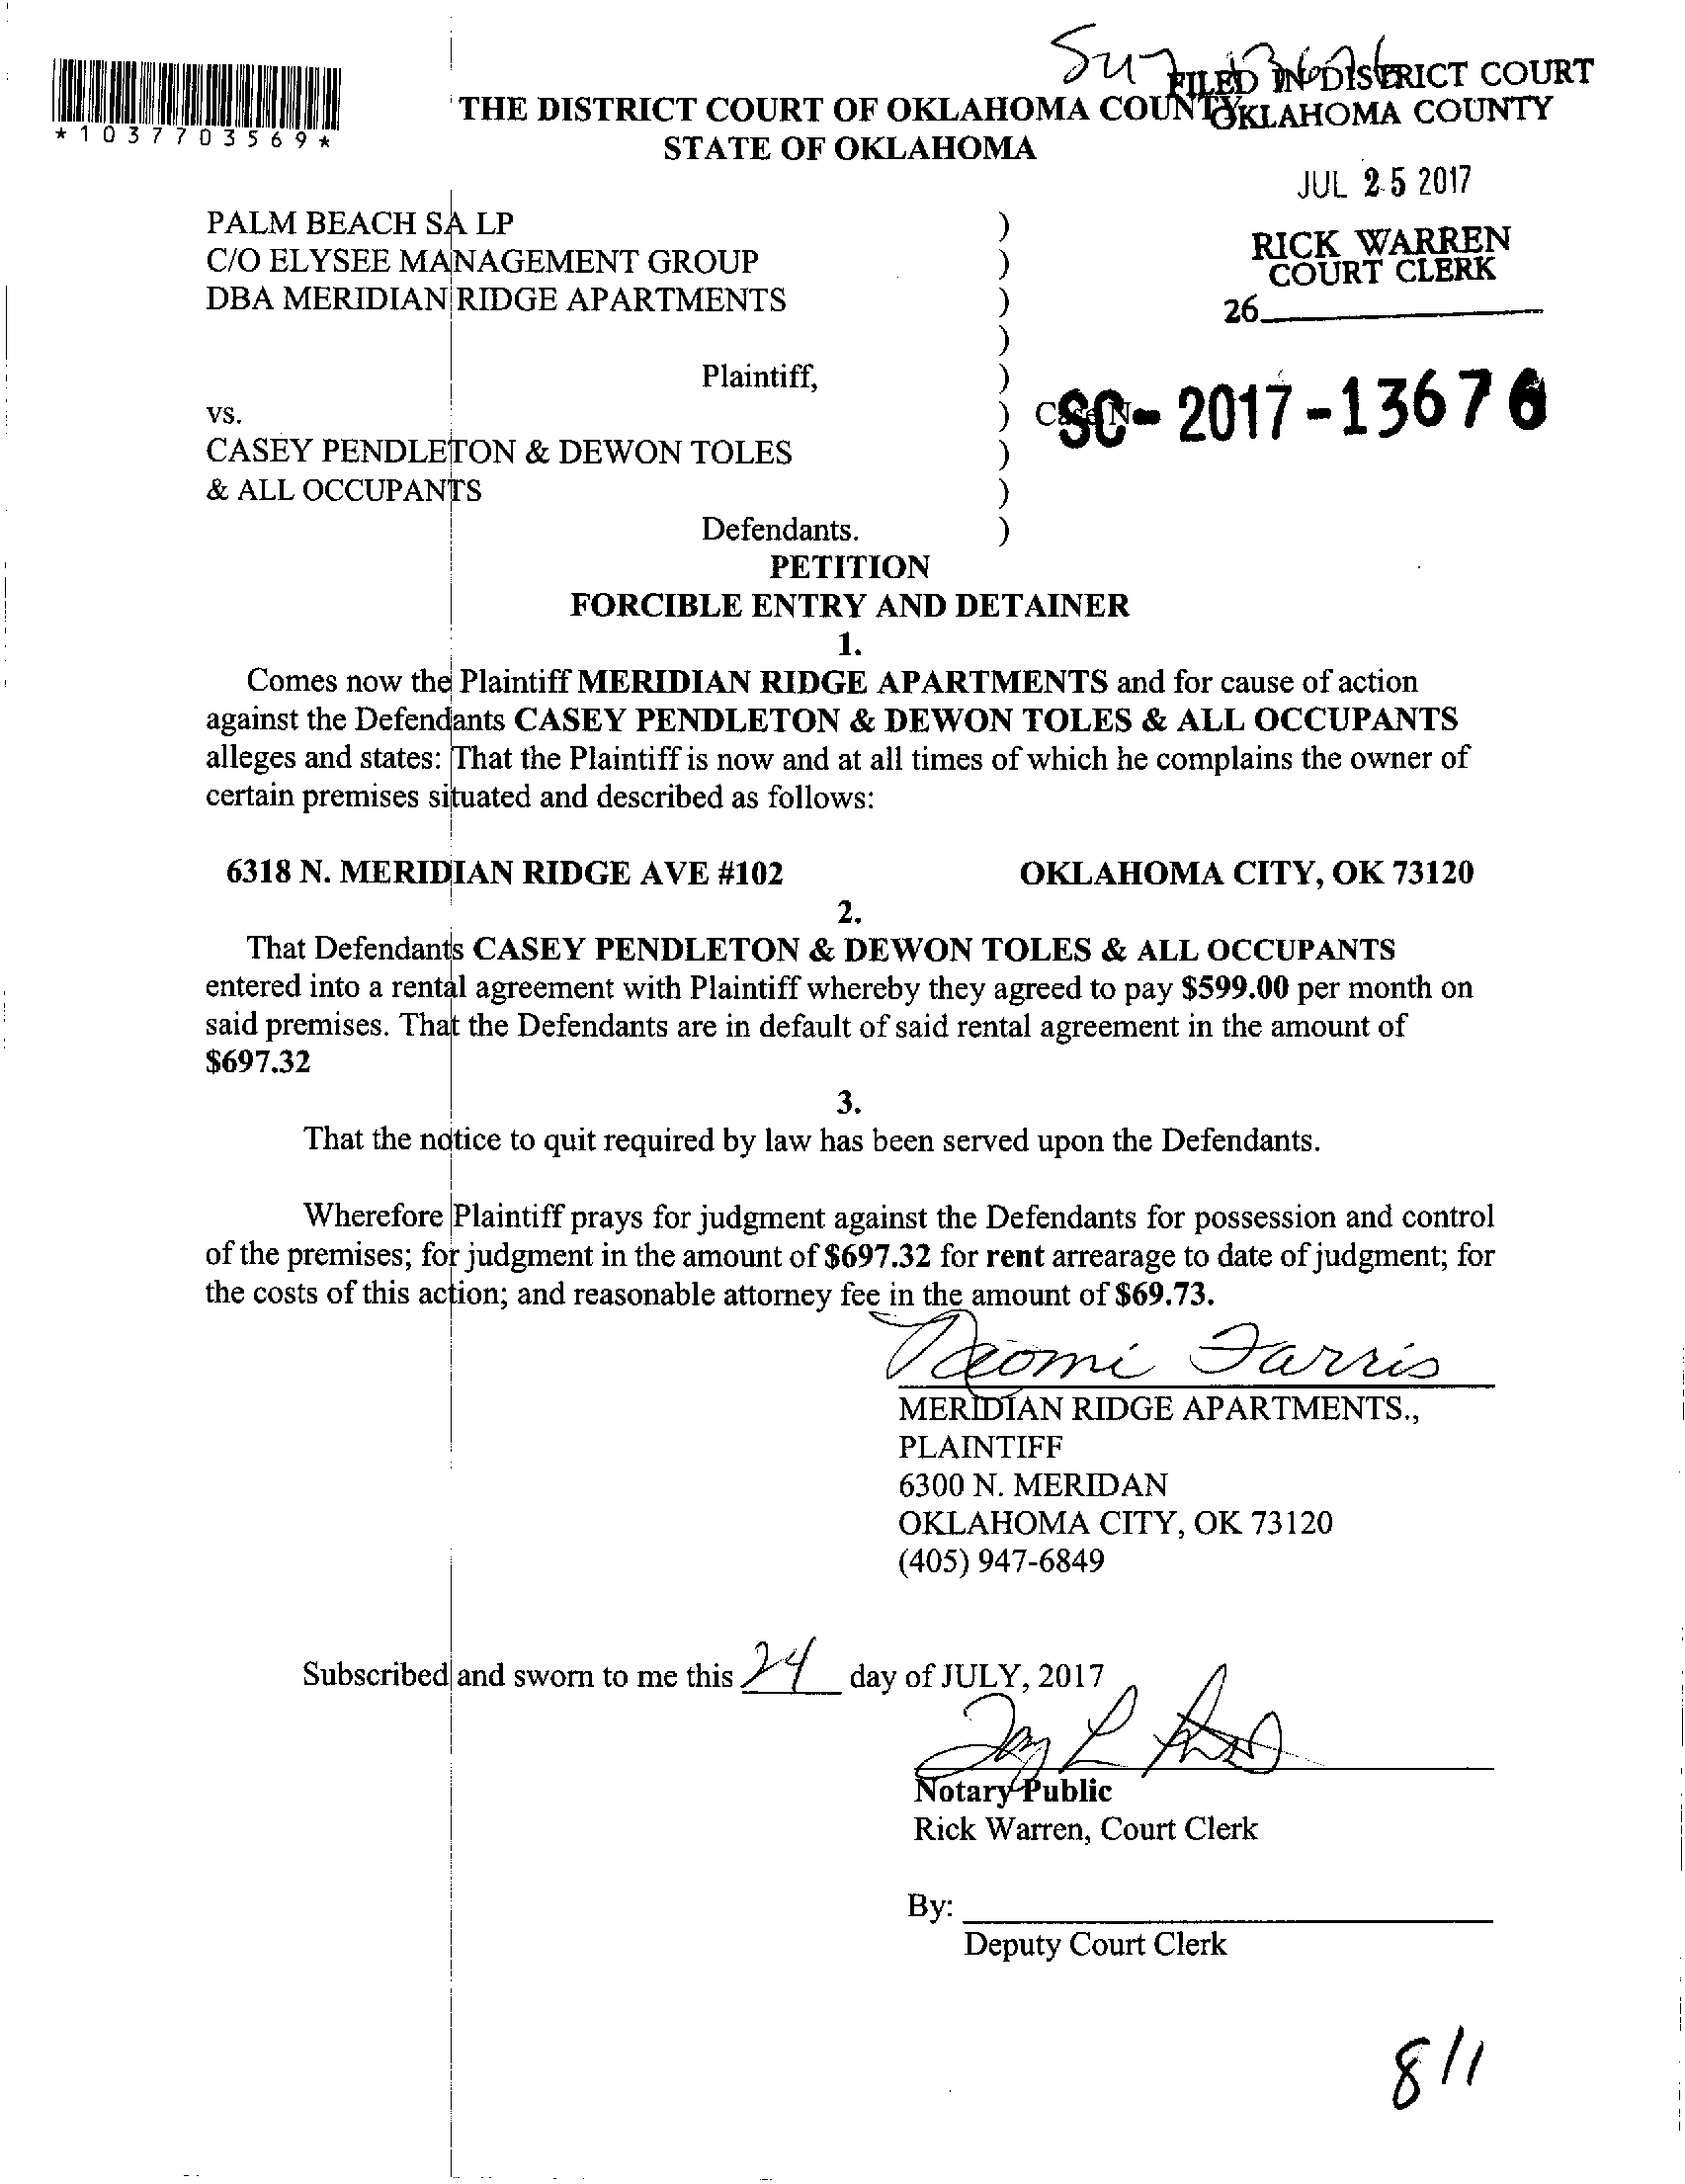 *1037703569*
FILED IN DISTRICT COURT
OKLAHOMA COUNTY
THE DISTRICT COURT OF OKLAHOMA COUNTY
STATE OF OKLAHOMA
JUL 25 2017
RICK WARREN
COURT CLERK
26
PALM BEACH SA LP )
C/O ELYSEE MANAGEMENT GROUP )
DBA MERIDIAN RIDGE APARTMENTS )
)
Plaintiff, )
vs. ) Case N SC-2017-13676
CASEY PENDLETON & DEWON TOLES )
& ALL OCCUPANTS )
Defendants. )
PETITION
FORCIBLE ENTRY AND DETAINER
1.
Comes now the Plaintiff MERIDIAN RIDGE APARTMENTS and for cause of action
against the Defendants CASEY PENDLETON & DEWON TOLES & ALL OCCUPANTS
alleges and states: That the Plaintiff is now and at all times of which he complains the owner of
certain premises situated and described as follows:
6318 N. MERIDIAN RIDGE AVE #102 OKLAHOMA CITY, OK 73120
2.
That Defendants CASEY PENDLETON & DEWON TOLES & ALL OCCUPANTS
entered into a rental agreement with Plaintiff whereby they agreed to pay $599.00 per month on
said premises. That the Defendants are in default of said rental agreement in the amount of
$697.32
3.
That the notice to quit required by law has been served upon the Defendants.
Wherefore Plaintiff prays for judgment against the Defendants for possession and control
of the premises; for judgment in the amount of $697.32 for rent arrearage to date of judgment; for
the costs of this action; and reasonable attorney fee in the amount of $69.73.
Naomi Farris
MERIDIAN RIDGE APARTMENTS.,
PLAINTIFF
6300 N. MERIDAN
OKLAHOMA CITY, OK 73120
(405) 947-6849
Subscribed and sworn to me this 24 day of JULY, 2017
Notary Public
Rick Warren, Court Clerk
By:
Deputy Court Clerk
8/1